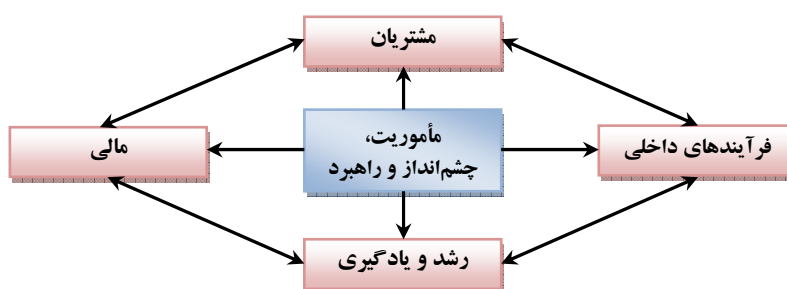 مشتریان
فرآیندهای داخلی
مأموریت،
چشم‌انداز و راهبرد
مالی
رشد و یادگیری